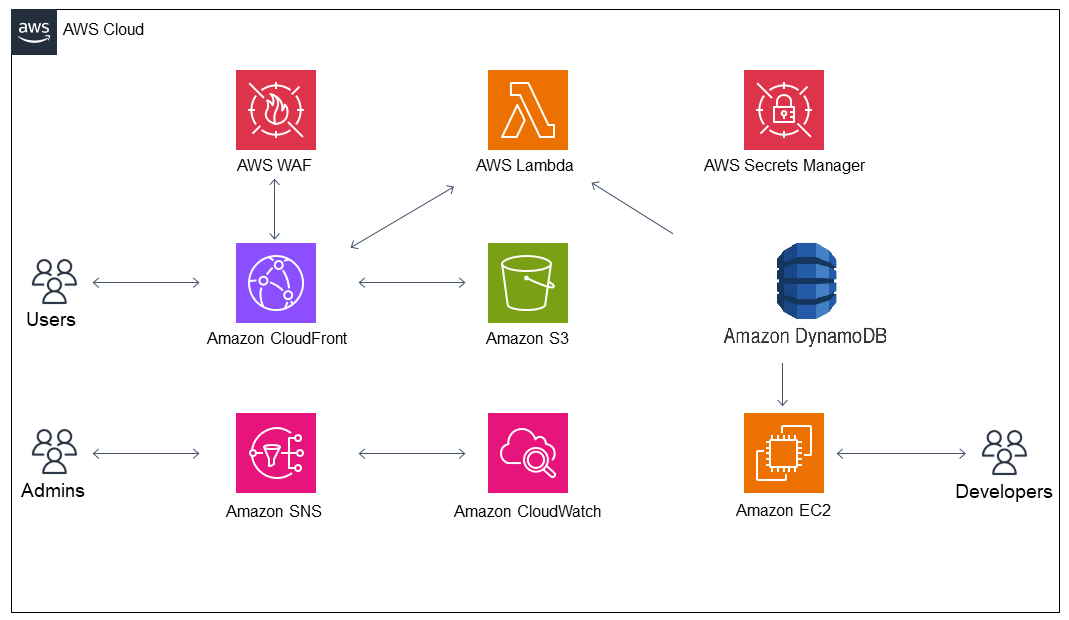 aws
AWS Cloud
AWS WAF
AWS Lambda
AWS Secrets Manager
Users
Amazon CloudFront
Amazon S3
Amazon DynamoDB
Admins
Amazon SNS
Amazon CloudWatch
Amazon EC2
Developers